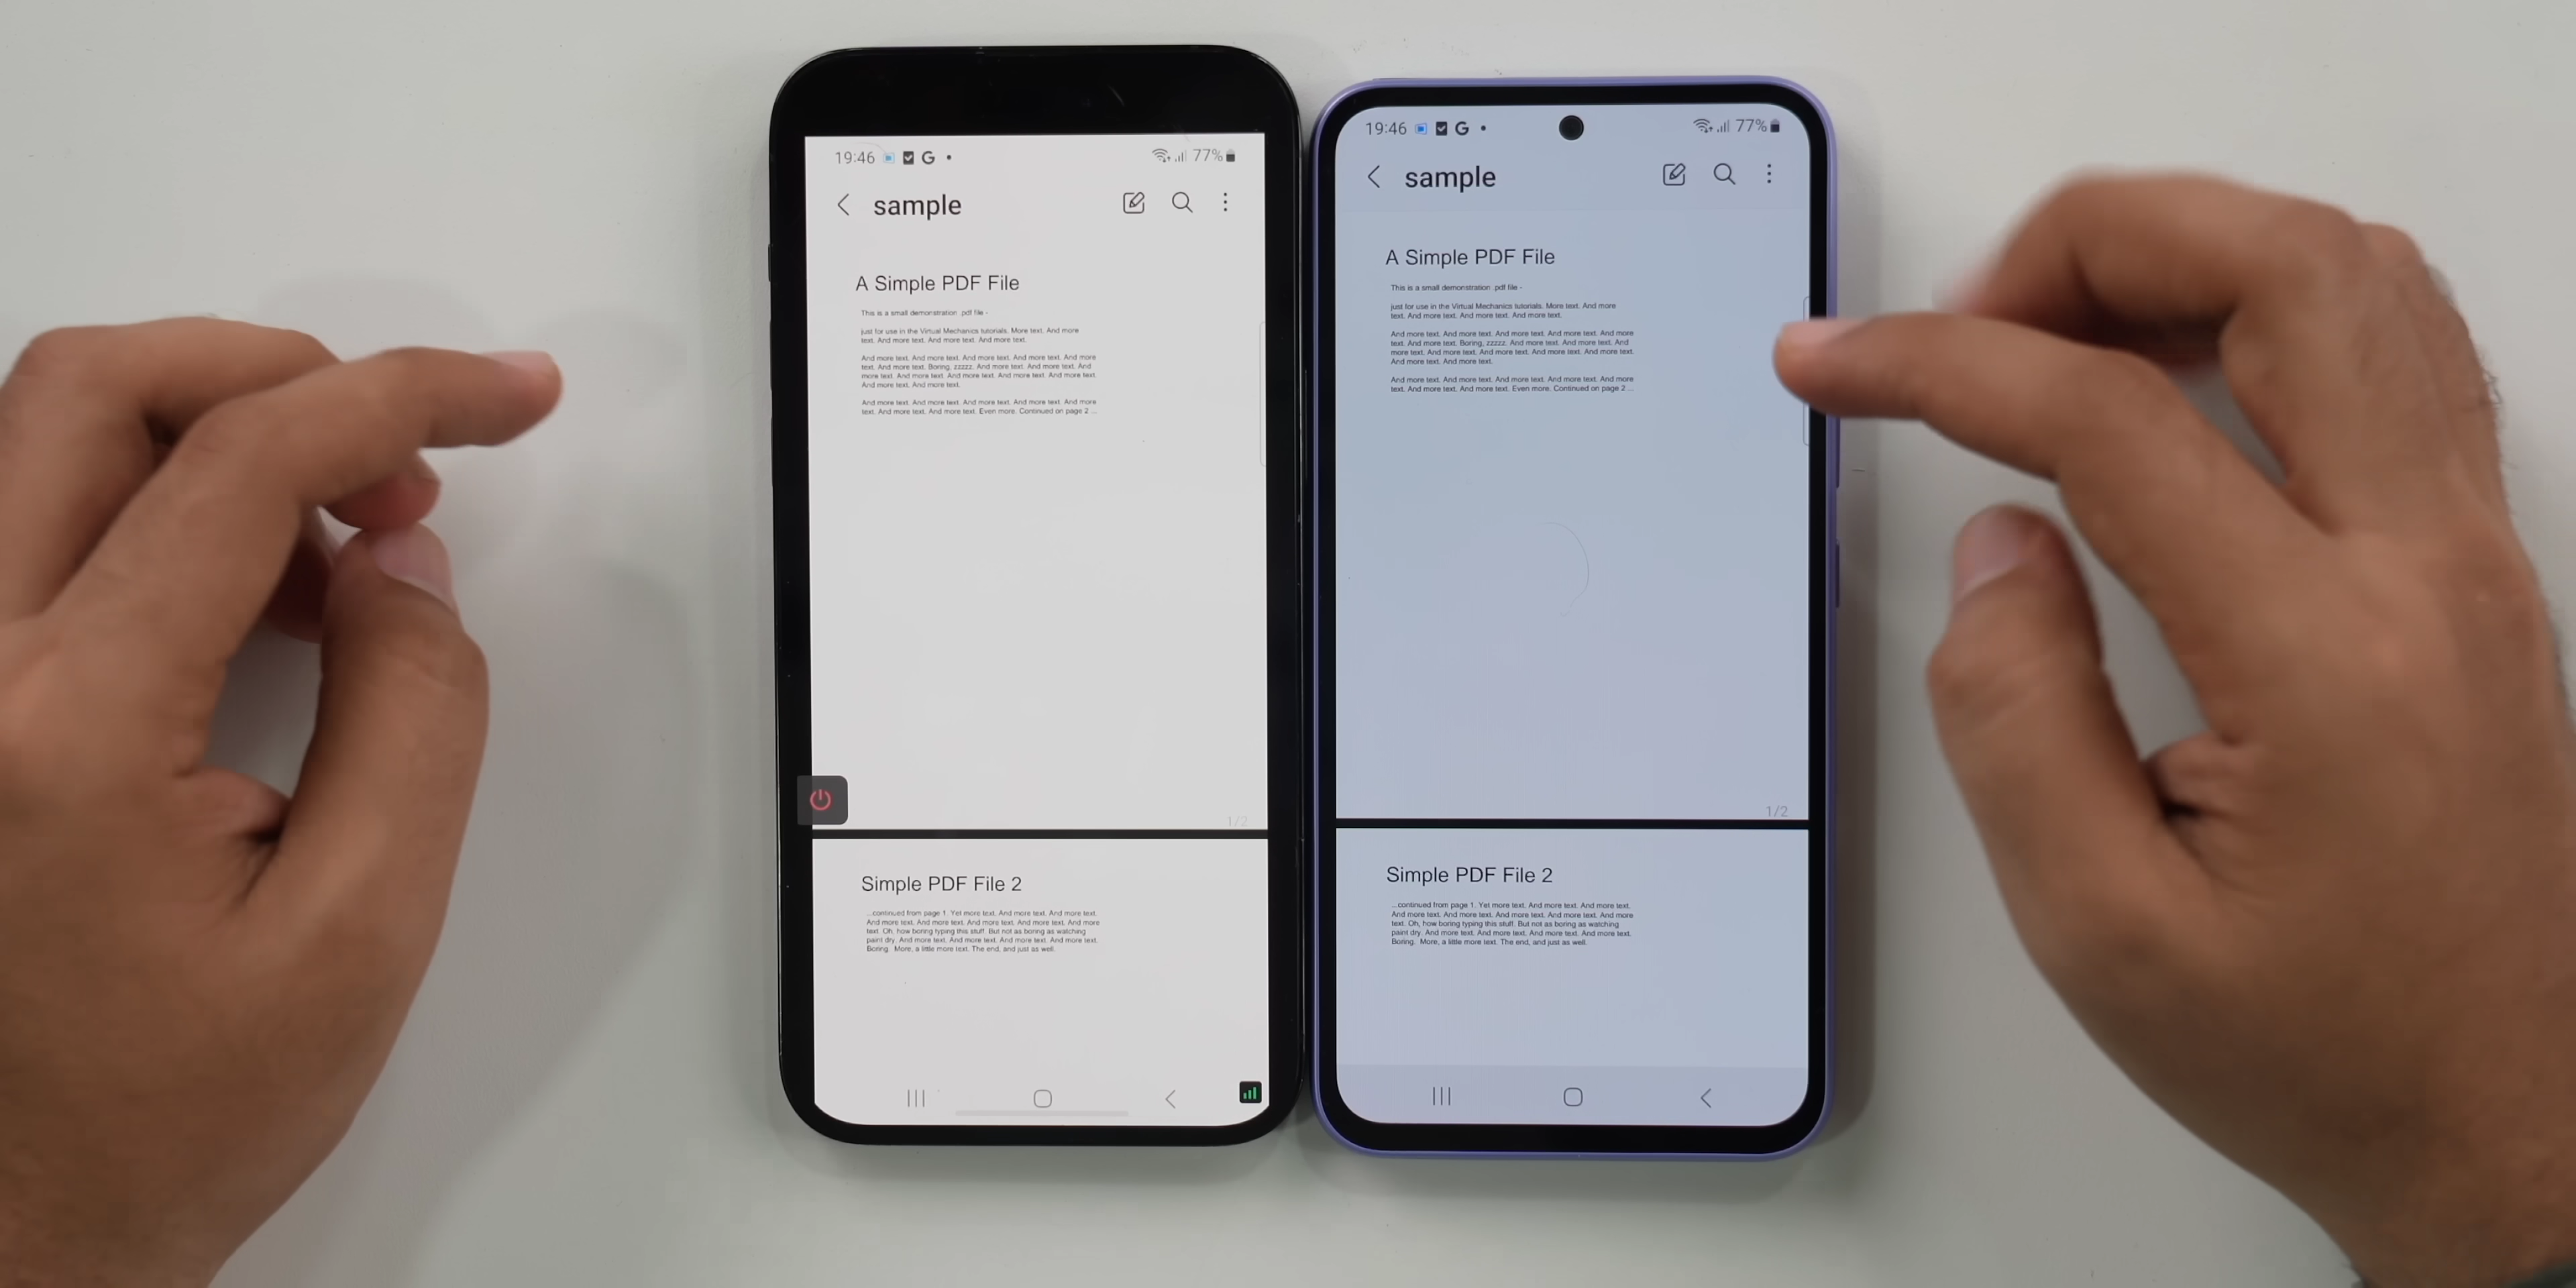 19:46 G 77%
sample
A Simple PDF File
This is a small demonstration .pdf file -
just for use in the Virtual Mechanics tutorials. More text. And more
text. And more text. And more text. And more text.
And more text. And more text. And more text. And more text. And more
text. And more text. Boring, zzzzz. And more text. And more text. And
more text. And more text. And more text. And more text. And more text.
And more text. And more text.
And more text. And more text. And more text. And more text. And more
text. And more text. And more text. Even more. Continued on page 2 ...
1/2
Simple PDF File 2
...continued from page 1. Yet more text. And more text. And more text.
And more text. And more text. And more text. And more text. And more
text. Oh, how boring typing this stuff. But not as boring as watching
paint dry. And more text. And more text. And more text. And more text.
Boring. More, a little more text. The end, and just as well.
19:46 G 77%
sample
A Simple PDF File
This is a small demonstration .pdf file -
just for use in the Virtual Mechanics tutorials. More text. And more
text. And more text. And more text. And more text.
And more text. And more text. And more text. And more text. And more
text. And more text. Boring, zzzzz. And more text. And more text. And
more text. And more text. And more text. And more text. And more text.
And more text. And more text.
And more text. And more text. And more text. And more text. And more
text. And more text. And more text. Even more. Continued on page 2 ...
1/2
Simple PDF File 2
...continued from page 1. Yet more text. And more text. And more text.
And more text. And more text. And more text. And more text. And more
text. Oh, how boring typing this stuff. But not as boring as watching
paint dry. And more text. And more text. And more text. And more text.
Boring. More, a little more text. The end, and just as well.